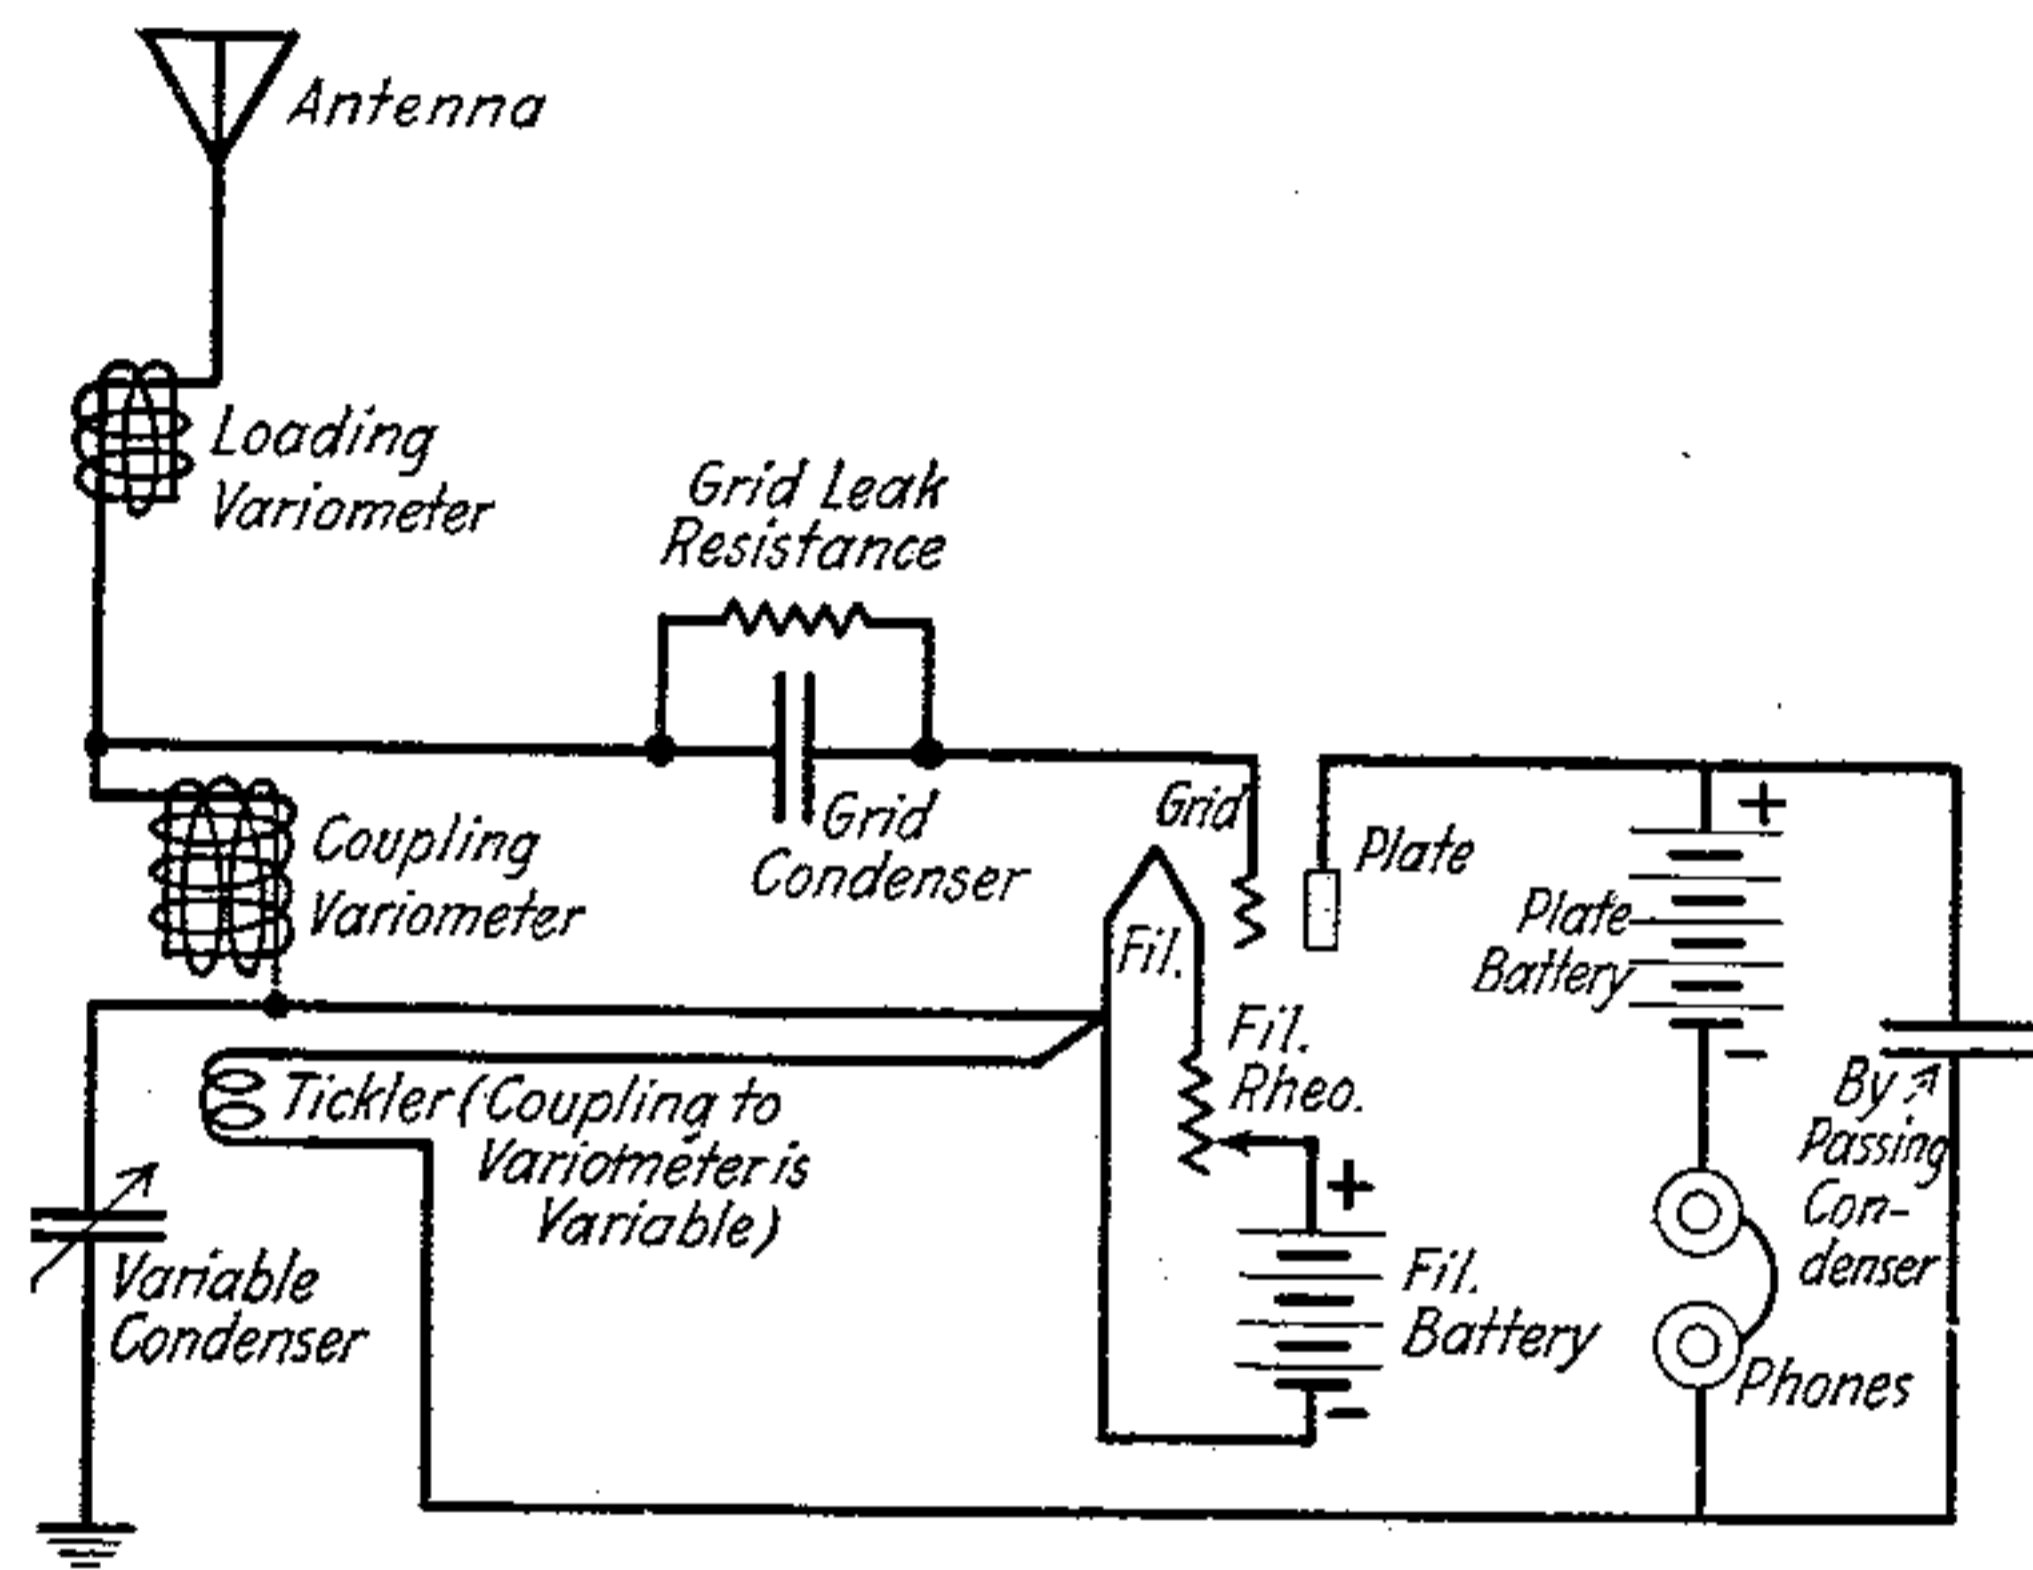 Antenna
Loading
Variometer
Grid Leak
Resistance
Grid
Condenser
Grid
Plate
+
Coupling
Variometer
Fil.
Plate
Battery
-
Fil.
Rheo.
Tickler (Coupling to
Variometer is
Variable)
By
Passing
Con-
denser
+
Variable
Condenser
Fil.
Battery
-
Phones